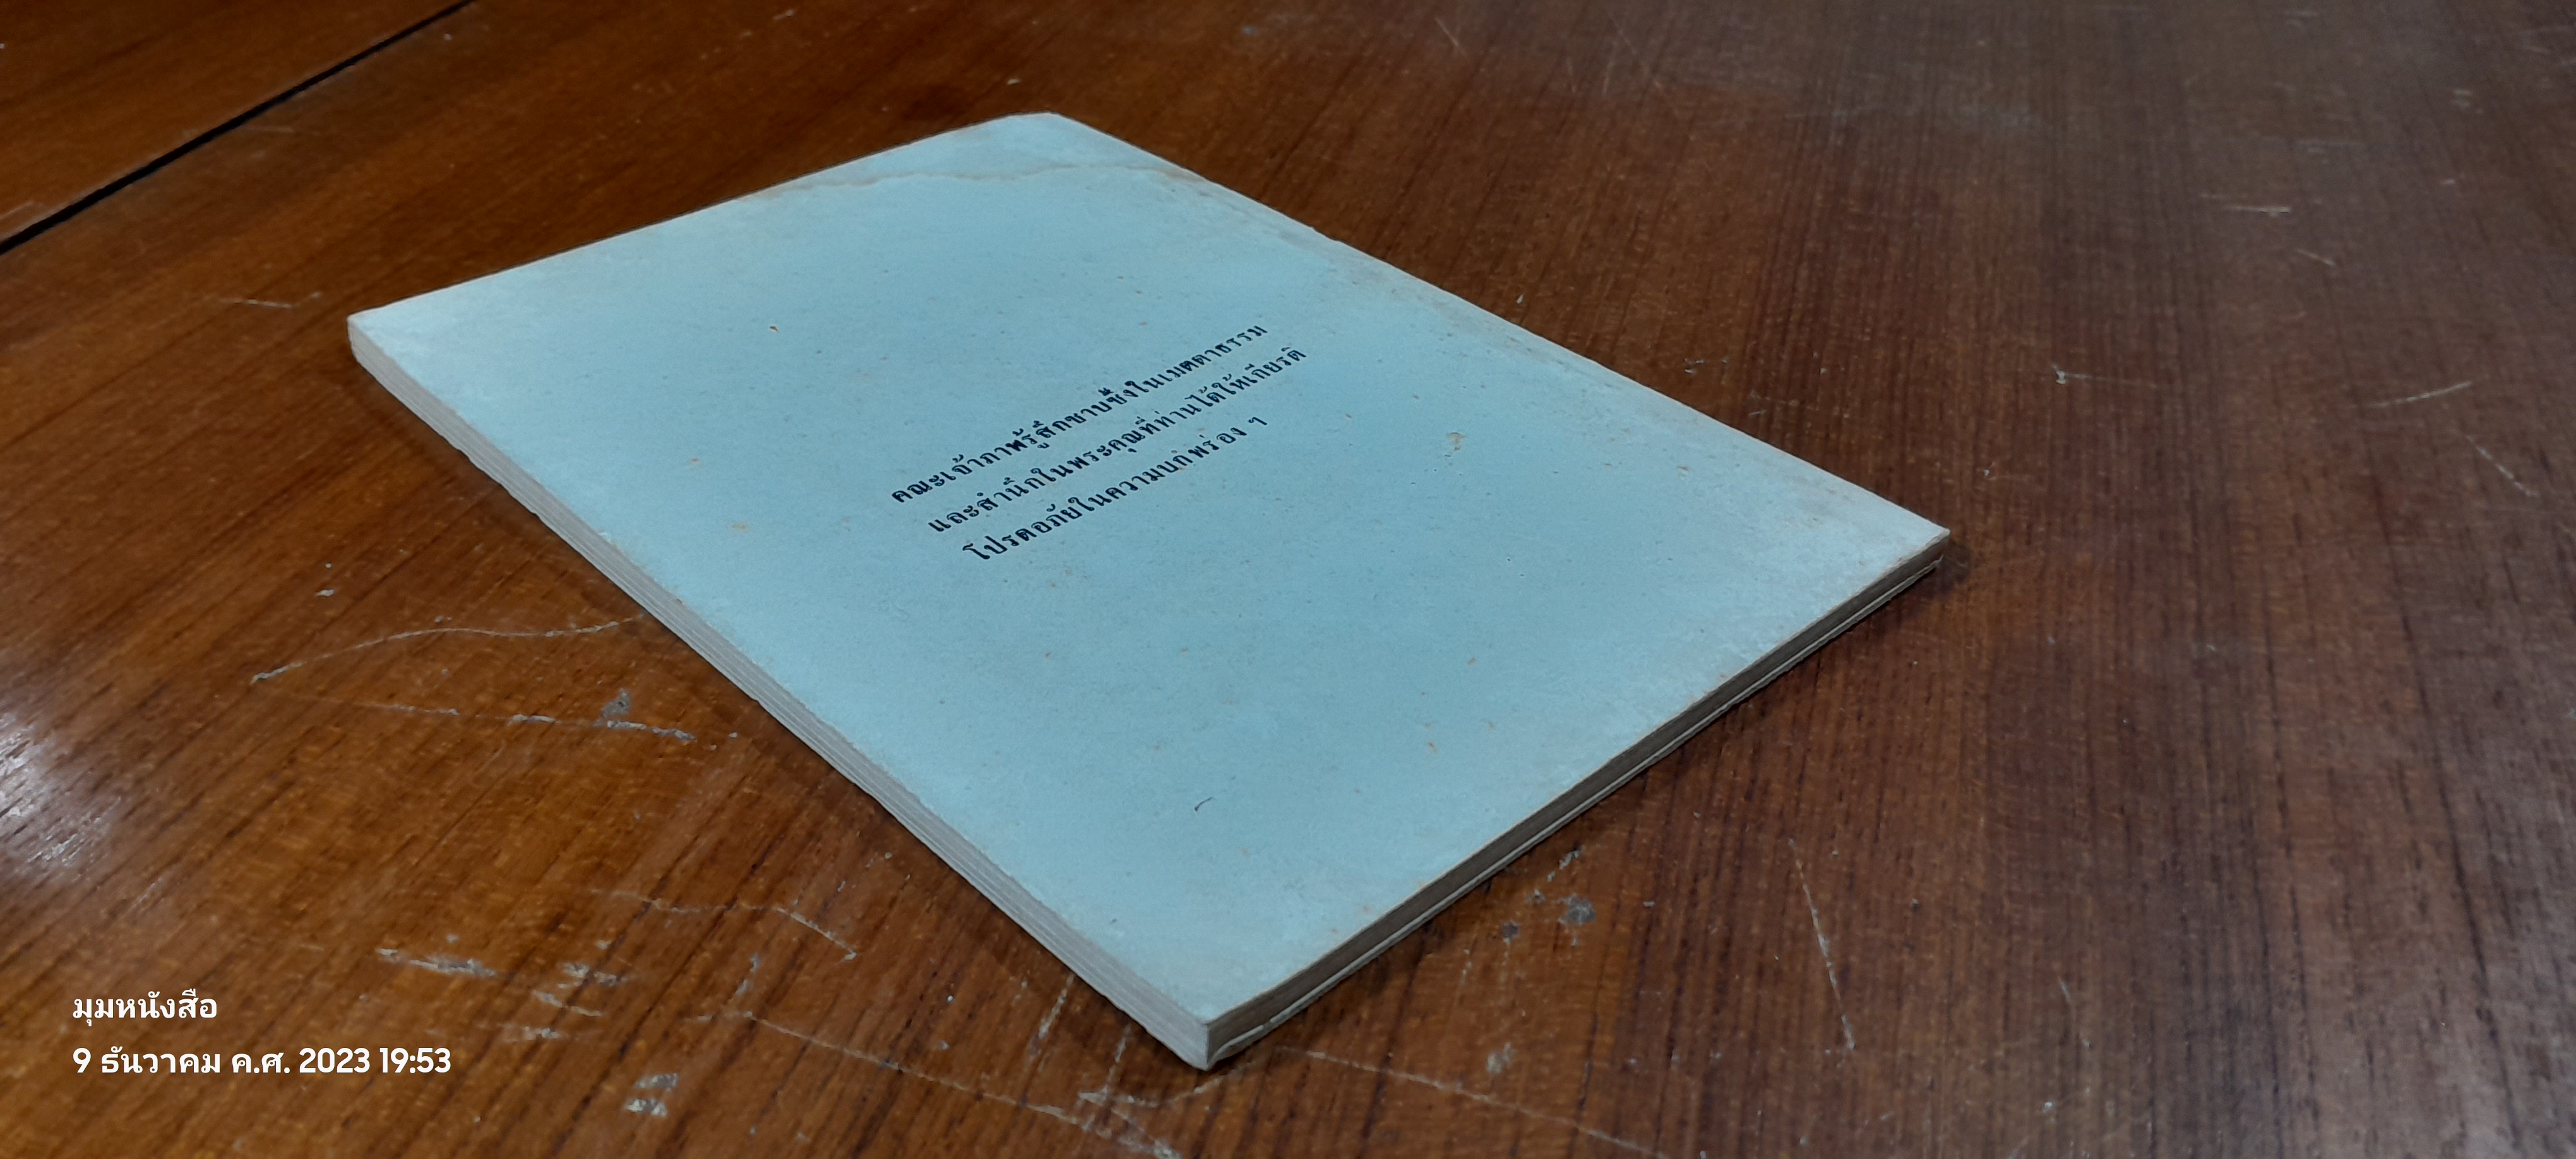 คณะเจ้าภาพรู้สึกซาบซึ้งในเมตตาธรรม
และสำนึกในพระคุณที่ท่านได้ให้เกียรติ
โปรดอภัยในความบกพร่อง ๆ
มุมหนังสือ
9 ธันวาคม ค.ศ. 2023 19:53